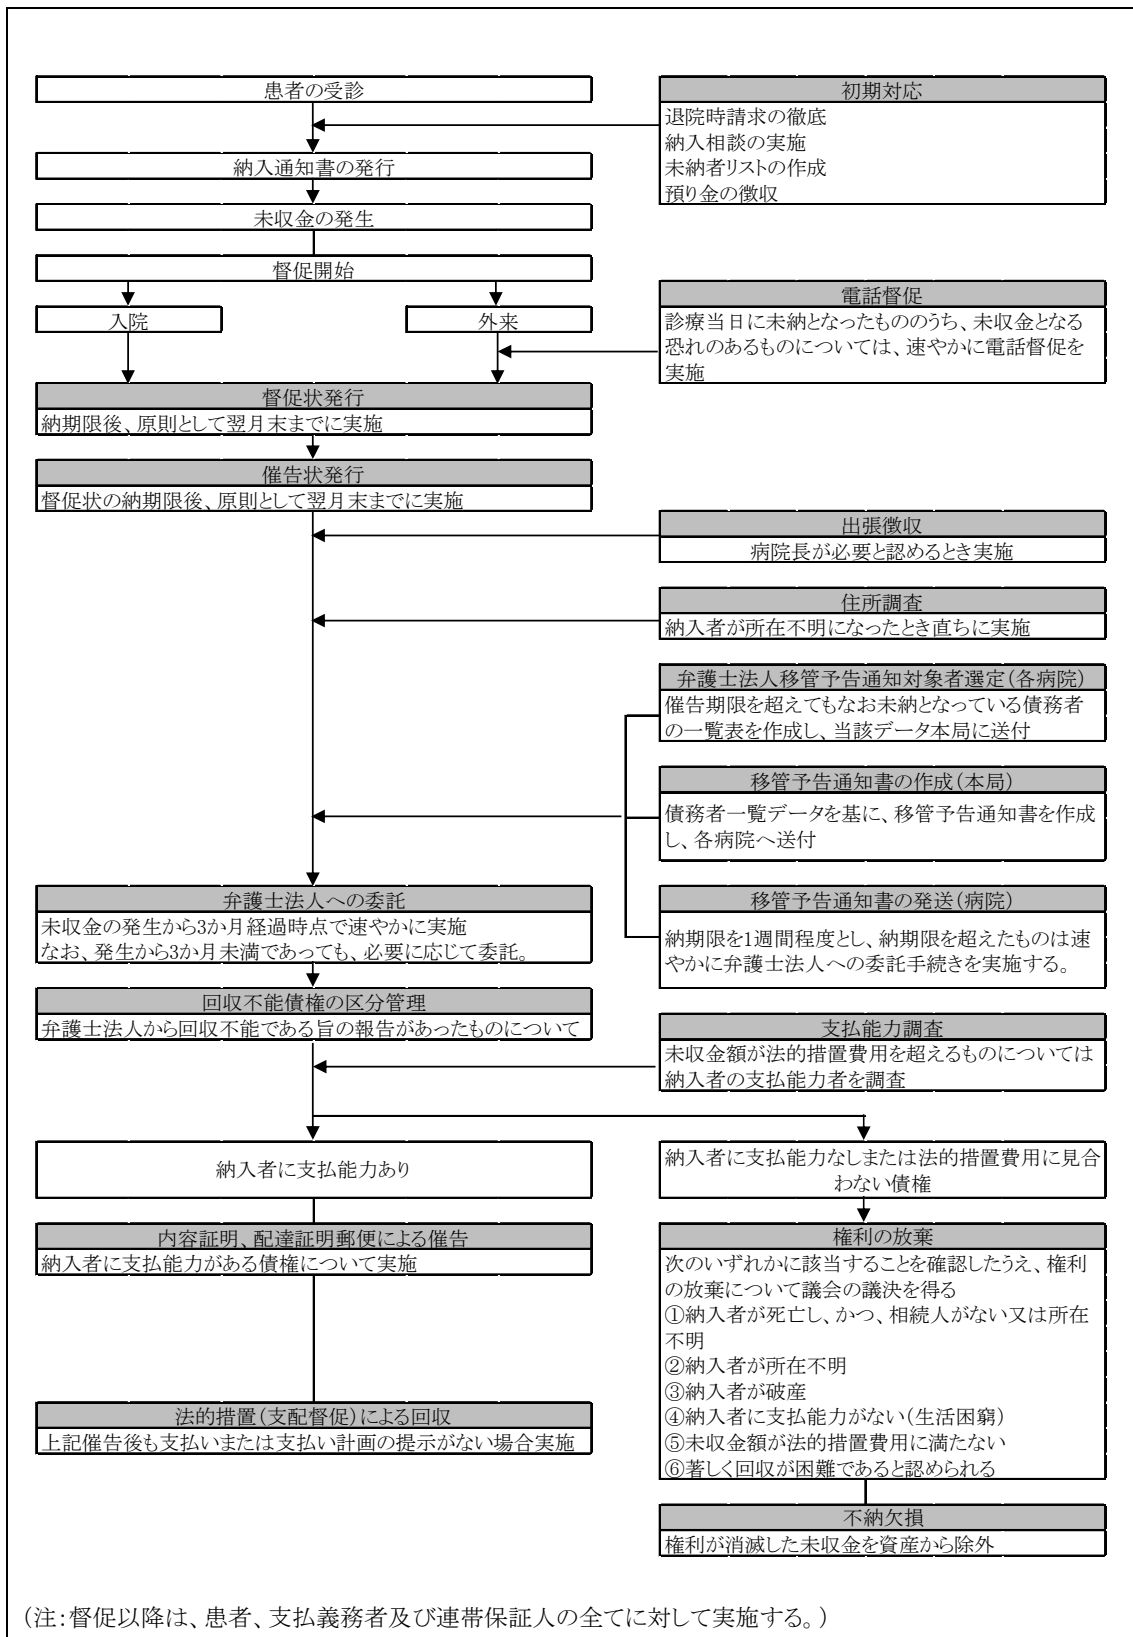 患者の受診
初期対応
退院時請求の徹底
納入相談の実施
未納者リストの作成
預り金の徴収
納入通知書の発行
未収金の発生
督促開始
入院
外来
電話督促
診療当日に未納となったもののうち、未収金となる
恐れのあるものについては、速やかに電話督促を
実施
督促状発行
納期限後、原則として翌月末までに実施
催告状発行
督促状の納期限後、原則として翌月末までに実施
出張徴収
病院長が必要と認めるとき実施
住所調査
納入者が所在不明になったとき直ちに実施
弁護士法人移管予告通知対象者選定(各病院)
催告期限を超えてもなお未納となっている債務者
の一覧表を作成し、当該データ本局に送付
移管予告通知書の作成(本局)
債務者一覧データを基に、移管予告通知書を作成
し、各病院へ送付
移管予告通知書の発送(病院)
納期限を1週間程度とし、納期限を超えたものは速
やかに弁護士法人への委託手続きを実施する。
弁護士法人への委託
未収金の発生から3か月経過時点で速やかに実施
なお、発生から3か月未満であっても、必要に応じて委託。
回収不能債権の区分管理
弁護士法人から回収不能である旨の報告があったものについて
支払能力調査
未収金額が法的措置費用を超えるものについては
納入者の支払能力者を調査
納入者に支払能力あり
納入者に支払能力なしまたは法的措置費用に見合
わない債権
内容証明、配達証明郵便による催告
納入者に支払能力がある債権について実施
権利の放棄
次のいずれかに該当することを確認したうえ、権利
の放棄について議会の議決を得る
①納入者が死亡し、かつ、相続人がない又は所在
不明
②納入者が所在不明
③納入者が破産
④納入者に支払能力がない(生活困窮)
⑤未収金額が法的措置費用に満たない
⑥著しく回収が困難であると認められる
法的措置(支配督促)による回収
上記催告後も支払いまたは支払い計画の提示がない場合実施
不納欠損
権利が消滅した未収金を資産から除外
(注:督促以降は、患者、支払義務者及び連帯保証人の全てに対して実施する。)